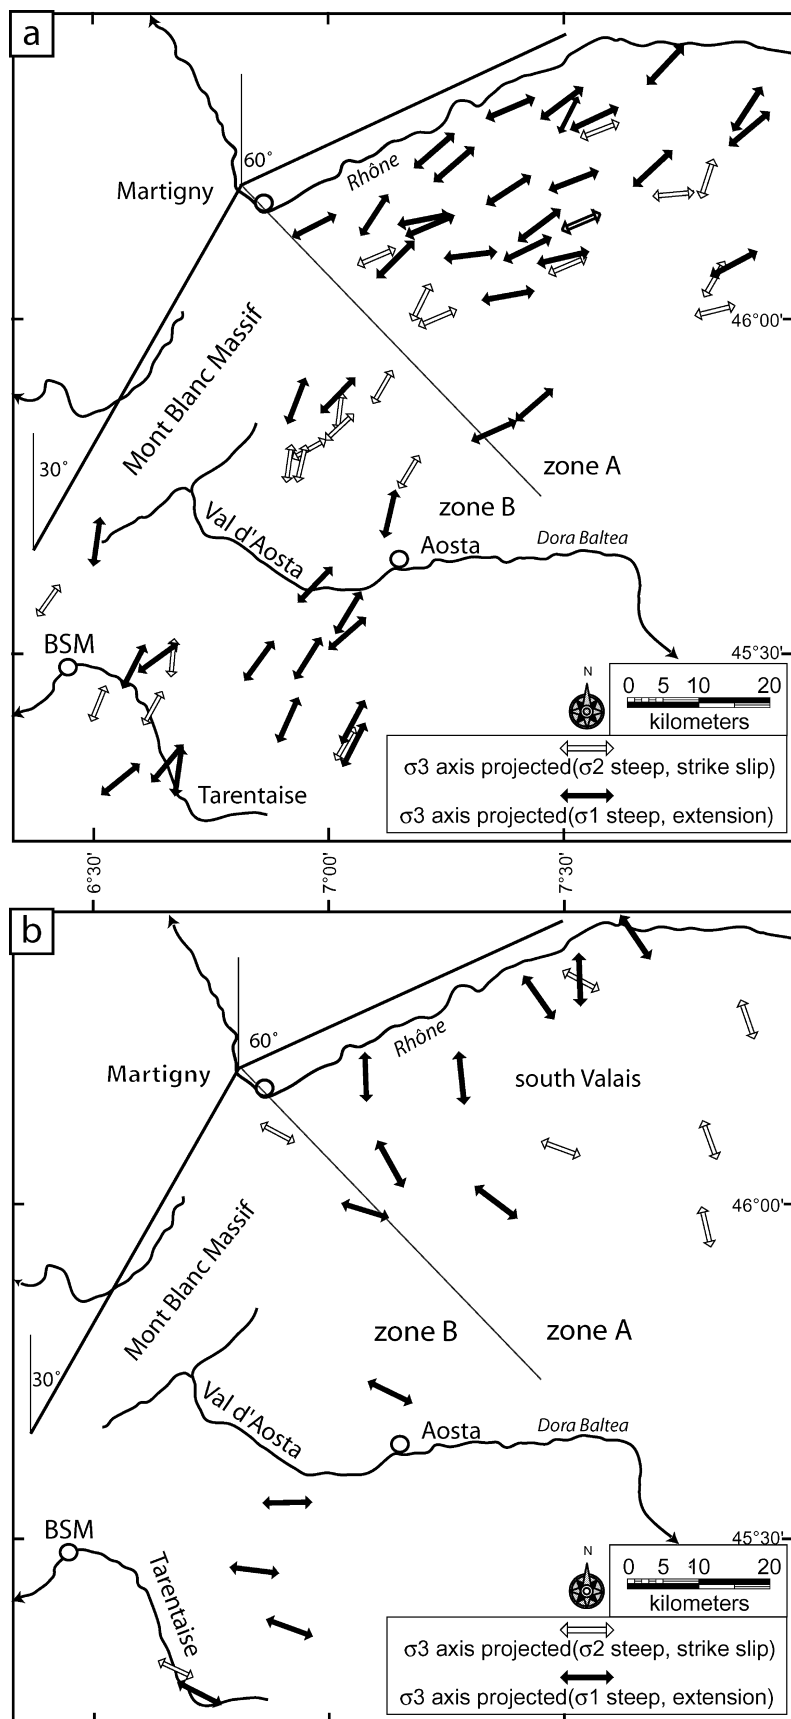 a
60°
Martigny
Rhône
46°00'
Mont Blanc Massif
30°
zone A
zone B
Val d'Aosta
Aosta
Dora Baltea
BSM
45°30'
N
0 5 10 20
kilometers
σ3 axis projected(σ2 steep, strike slip)
σ3 axis projected(σ1 steep, extension)
Tarentaise
6°30' 7°00' 7°30'
b
60°
Rhône
Martigny
south Valais
46°00'
Mont Blanc Massif
zone B
zone A
30°
Val d'Aosta
Aosta
Dora Baltea
BSM
45°30'
Tarentaise
N
0 5 10 20
kilometers
σ3 axis projected(σ2 steep, strike slip)
σ3 axis projected(σ1 steep, extension)